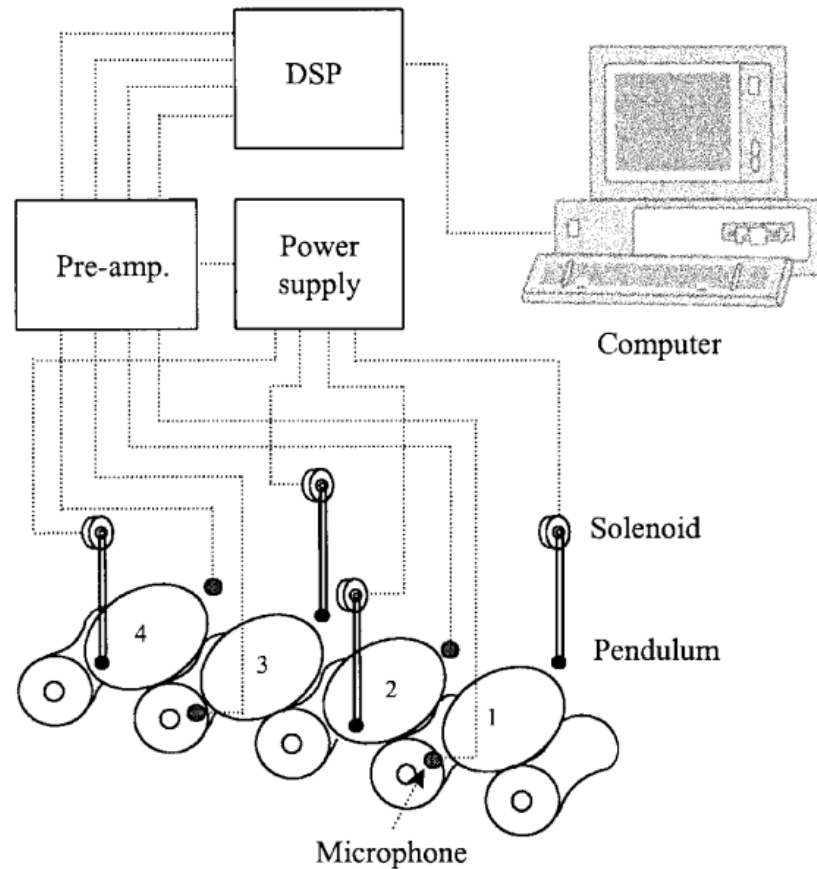 DSP
Pre-amp.
Power
supply
Computer
Solenoid
Pendulum
4
3
2
1
Microphone